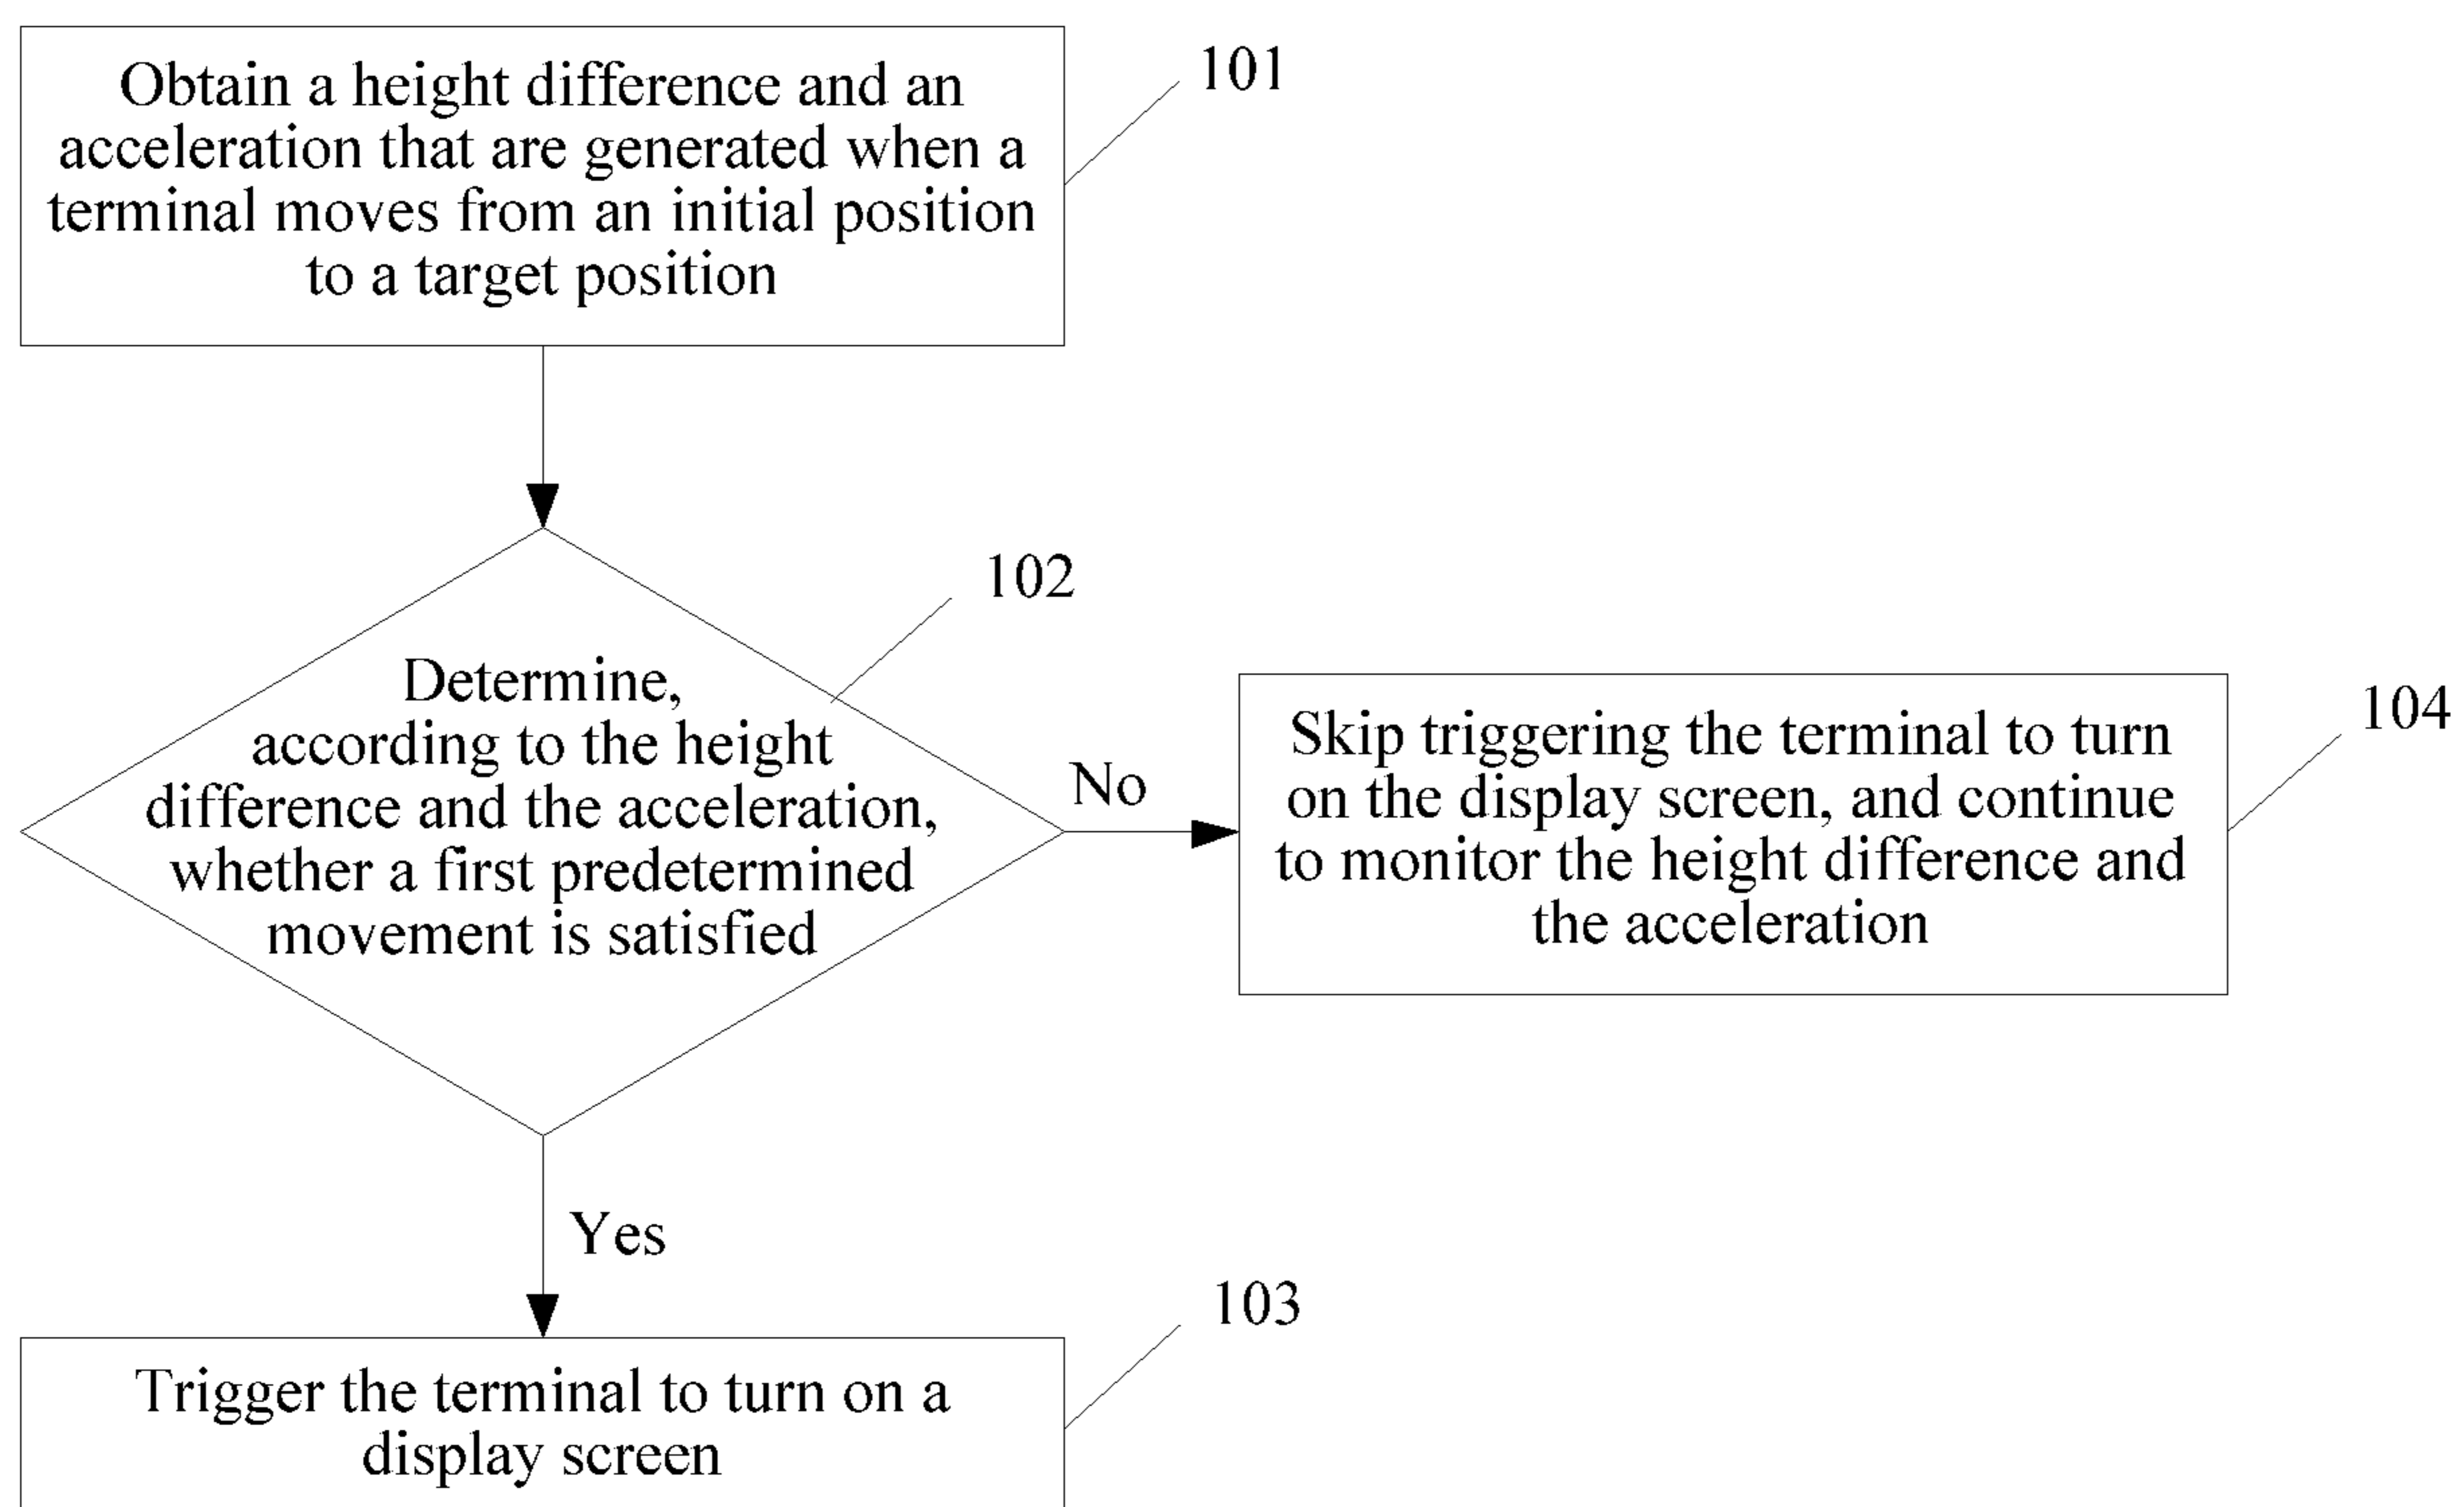 Obtain a height difference and an
acceleration that are generated when a
terminal moves from an initial position
to a target position
101
102
Determine,
according to the height
difference and the acceleration,
whether a first predetermined
movement is satisfied
No
Skip triggering the terminal to turn
on the display screen, and continue
to monitor the height difference and
the acceleration
104
Yes
103
Trigger the terminal to turn on a
display screen